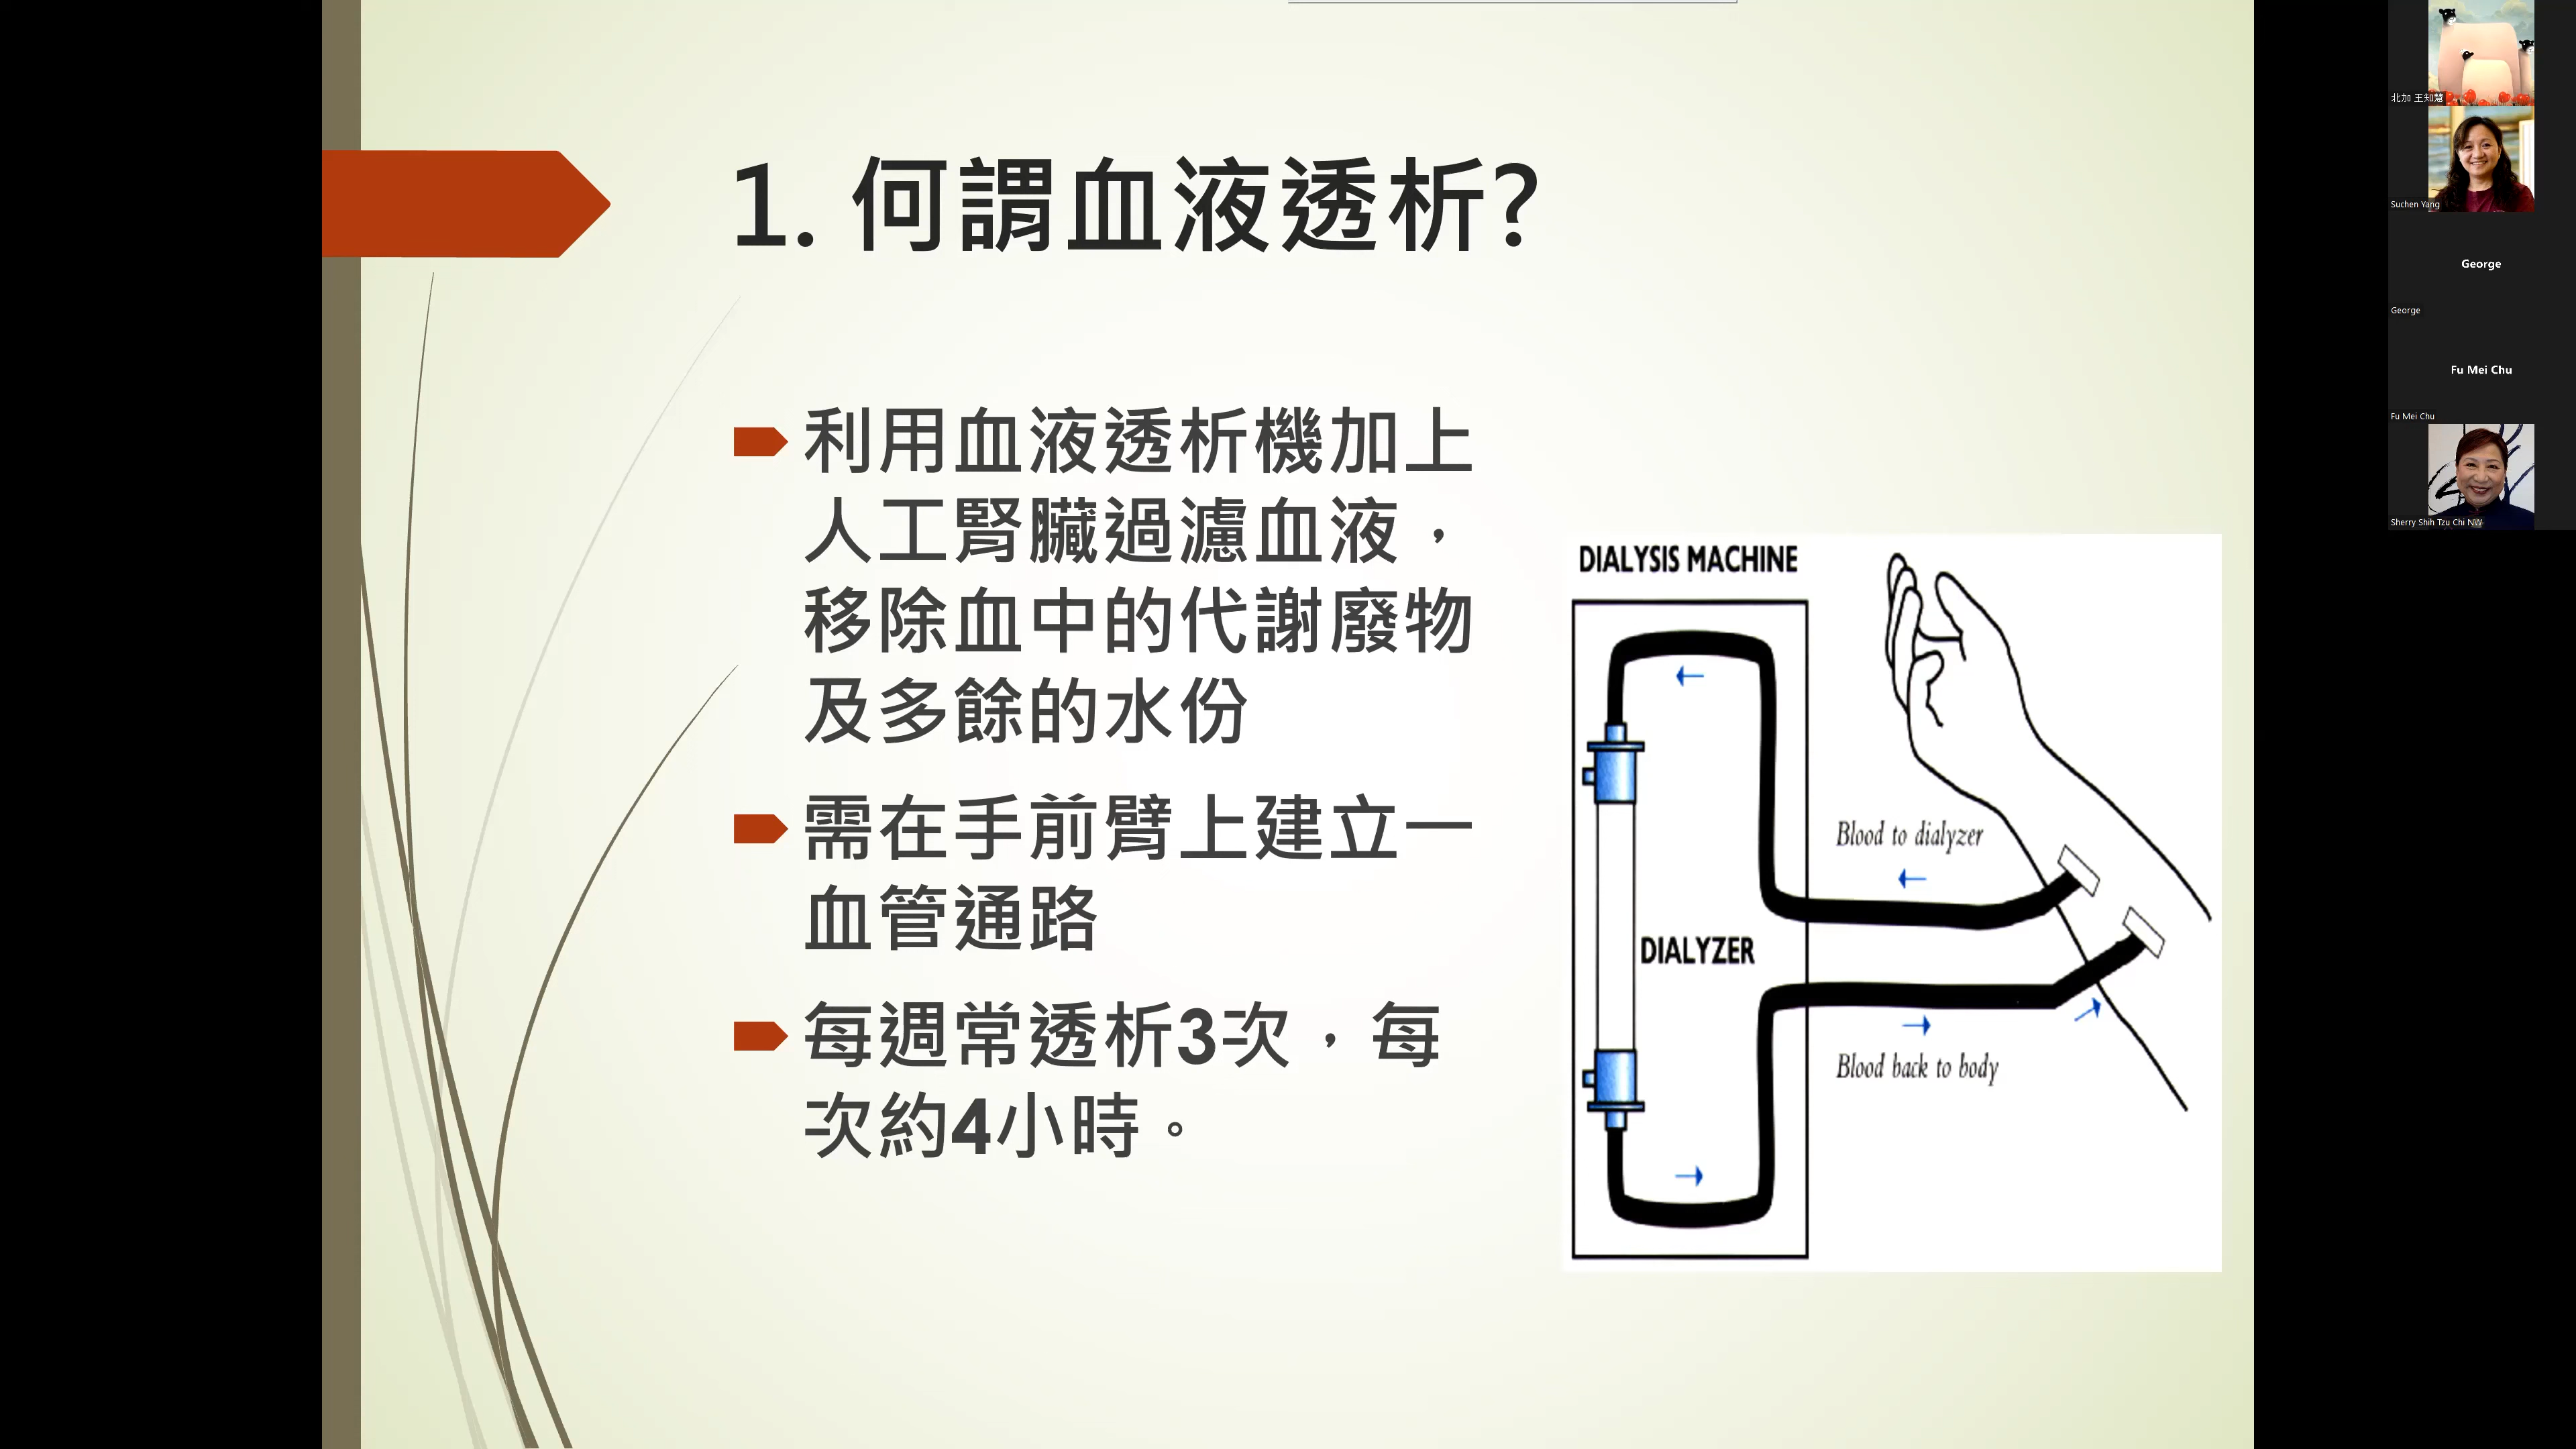 1. 何謂血液透析?
利用血液透析機加上
人工腎臟過濾血液，
移除血中的代謝廢物
及多餘的水份
需在手前臂上建立一
血管通路
每週常透析3次，每
次約4小時。
DIALYSIS MACHINE
Blood to dialyzer
DIALYZER
Blood back to body
北加 王知慧
Suchen Yang
George
George
Fu Mei Chu
Fu Mei Chu
Sherry Shih Tzu Chi NW